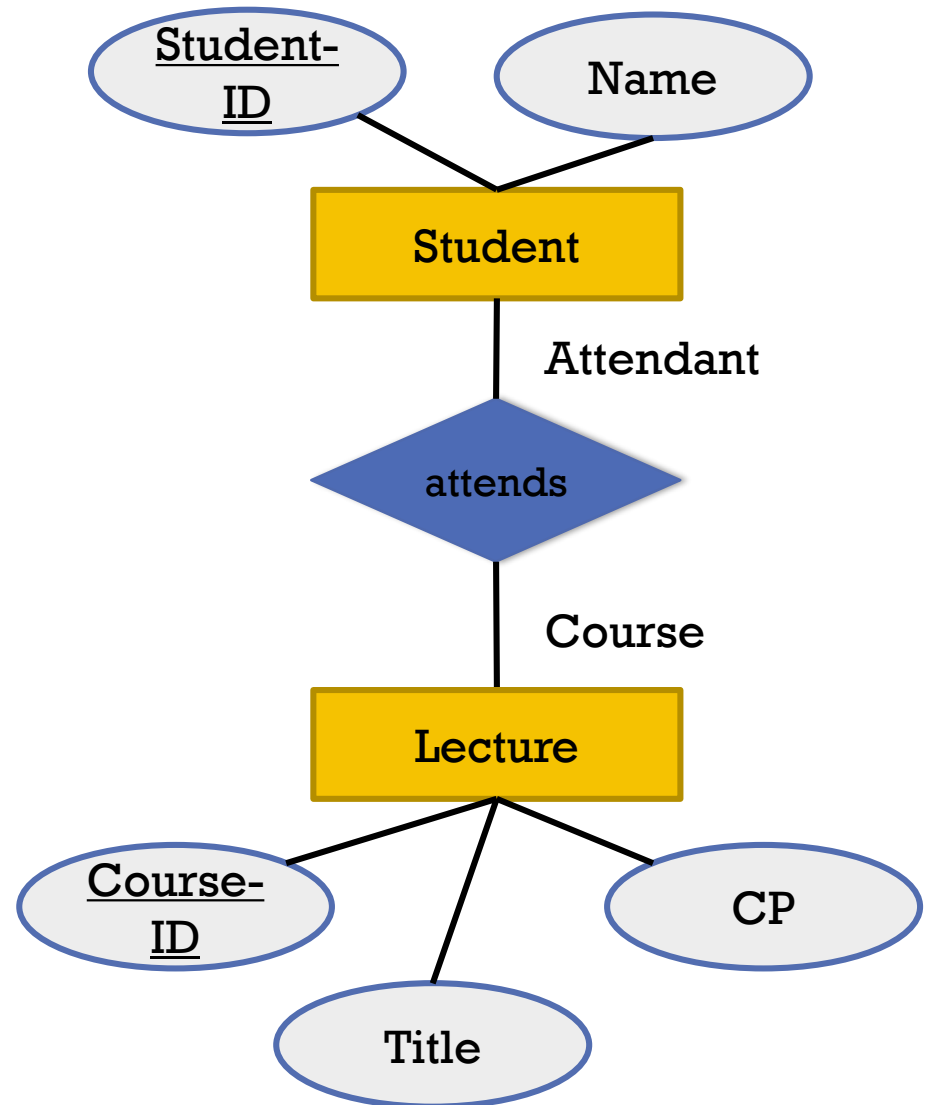 Student-
ID
Name
Student
Attendant
attends
Course
Lecture
Course-
ID
CP
Title